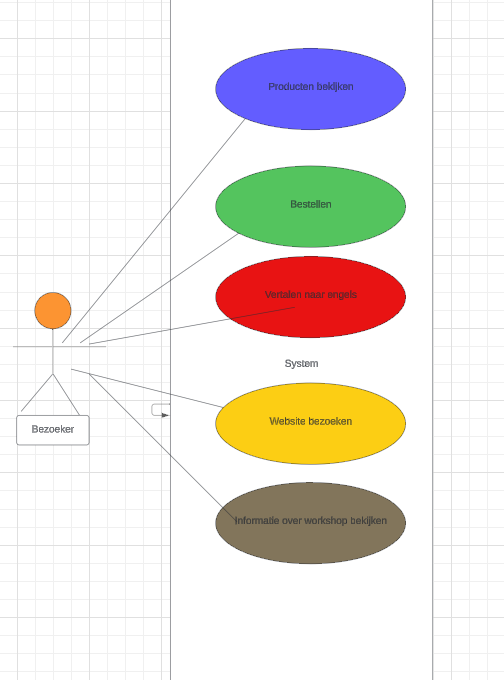 Producten bekijken
Bestellen
Vertalen naar engels
System
Website bezoeken
Bezoeker
Informatie over workshop bekijken